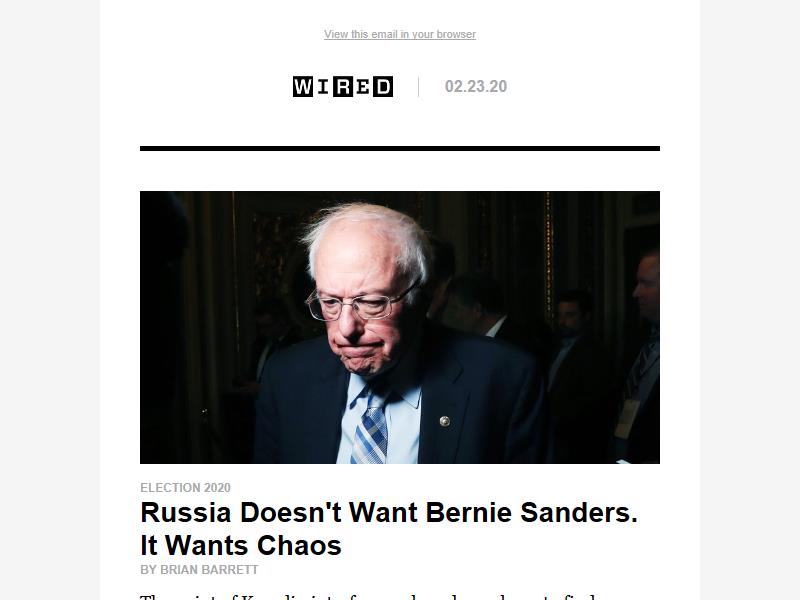 View this email in your browser
WIRED
02.23.20
ELECTION 2020
Russia Doesn't Want Bernie Sanders.
It Wants Chaos
BY BRIAN BARRETT